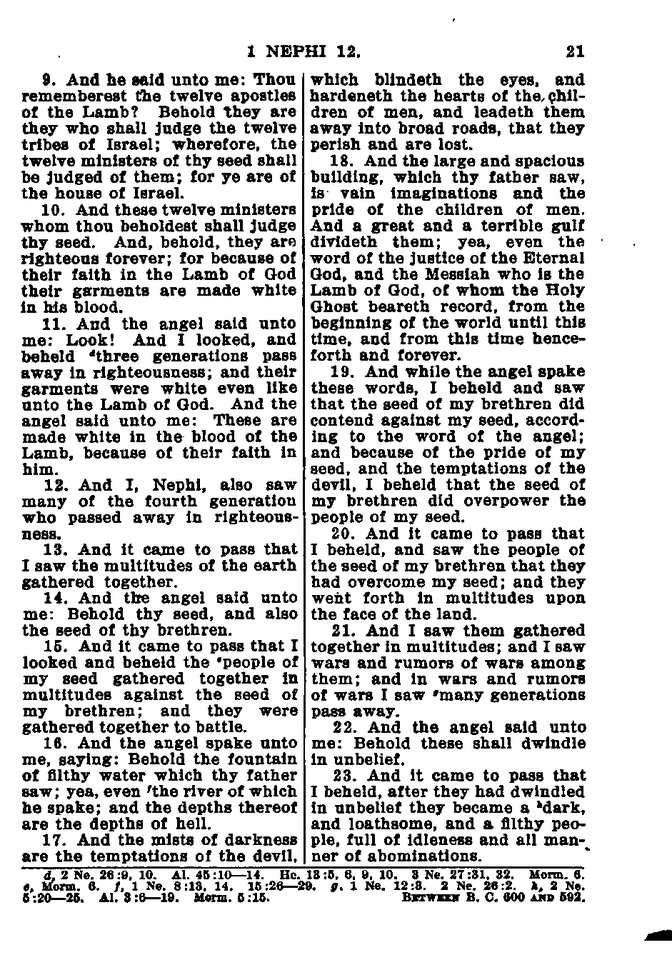 1 NEPHI 12. 21
9. And he said unto me: Thou
rememberest the twelve apostles
of the Lamb? Behold they are
they who shall judge the twelve
tribes of Israel; wherefore, the
twelve ministers of thy seed shall
be judged of them; for ye are of
the house of Israel.
10. And these twelve ministers
whom thou beholdest shall judge
thy seed. And, behold, they are
righteous forever; for because of
their faith in the Lamb of God
their garments are made white
in his blood.
11. And the angel said unto
me: Look! And I looked, and
beheld dthree generations pass
away in righteousness; and their
garments were white even like
unto the Lamb of God. And the
angel said unto me: These are
made white in the blood of the
Lamb, because of their faith in
him.
12. And I, Nephi, also saw
many of the fourth generation
who passed away in righteous-
ness.
13. And it came to pass that
I saw the multitudes of the earth
gathered together.
14. And the angel said unto
me: Behold thy seed, and also
the seed of thy brethren.
15. And it came to pass that I
looked and beheld the epeople of
my seed gathered together in
multitudes against the seed of
my brethren; and they were
gathered together to battle.
16. And the angel spake unto
me, saying: Behold the fountain
of filthy water which thy father
saw; yea, even fthe river of which
he spake; and the depths thereof
are the depths of hell.
17. And the mists of darkness
are the temptations of the devil,
which blindeth the eyes, and
hardeneth the hearts of the chil-
dren of men, and leadeth them
away into broad roads, that they
perish and are lost.
18. And the large and spacious
building, which thy father saw,
is vain imaginations and the
pride of the children of men.
And a great and a terrible gulf
divideth them; yea, even the
word of the justice of the Eternal
God, and the Messiah who is the
Lamb of God, of whom the Holy
Ghost beareth record, from the
beginning of the world until this
time, and from this time hence-
forth and forever.
19. And while the angel spake
these words, I beheld and saw
that the seed of my brethren did
contend against my seed, accord-
ing to the word of the angel;
and because of the pride of my
seed, and the temptations of the
devil, I beheld that the seed of
my brethren did overpower the
people of my seed.
20. And it came to pass that
I beheld, and saw the people of
the seed of my brethren that they
had overcome my seed; and they
went forth in multitudes upon
the face of the land.
21. And I saw them gathered
together in multitudes; and I saw
wars and rumors of wars among
them; and in wars and rumors
of wars I saw gmany generations
pass away.
22. And the angel said unto
me: Behold these shall dwindle
in unbelief.
23. And it came to pass that
I beheld, after they had dwindled
in unbelief they became a hdark,
and loathsome, and a filthy peo-
ple, full of idleness and all man-
ner of abominations.
d, 2 Ne. 26:9, 10. Al. 45:10—14. He. 13:5, 6, 9, 10. 3 Ne. 27:31, 32. Morm. 6.
e, Morm. 6. f, 1 Ne. 8:13, 14. 15:26—29. g, 1 Ne. 12:3. 2 Ne. 26:2. h, 2 Ne.
5:20—25. Al. 3:6—19. Morm. 5:15. BETWEEN B. C. 600 AND 592.